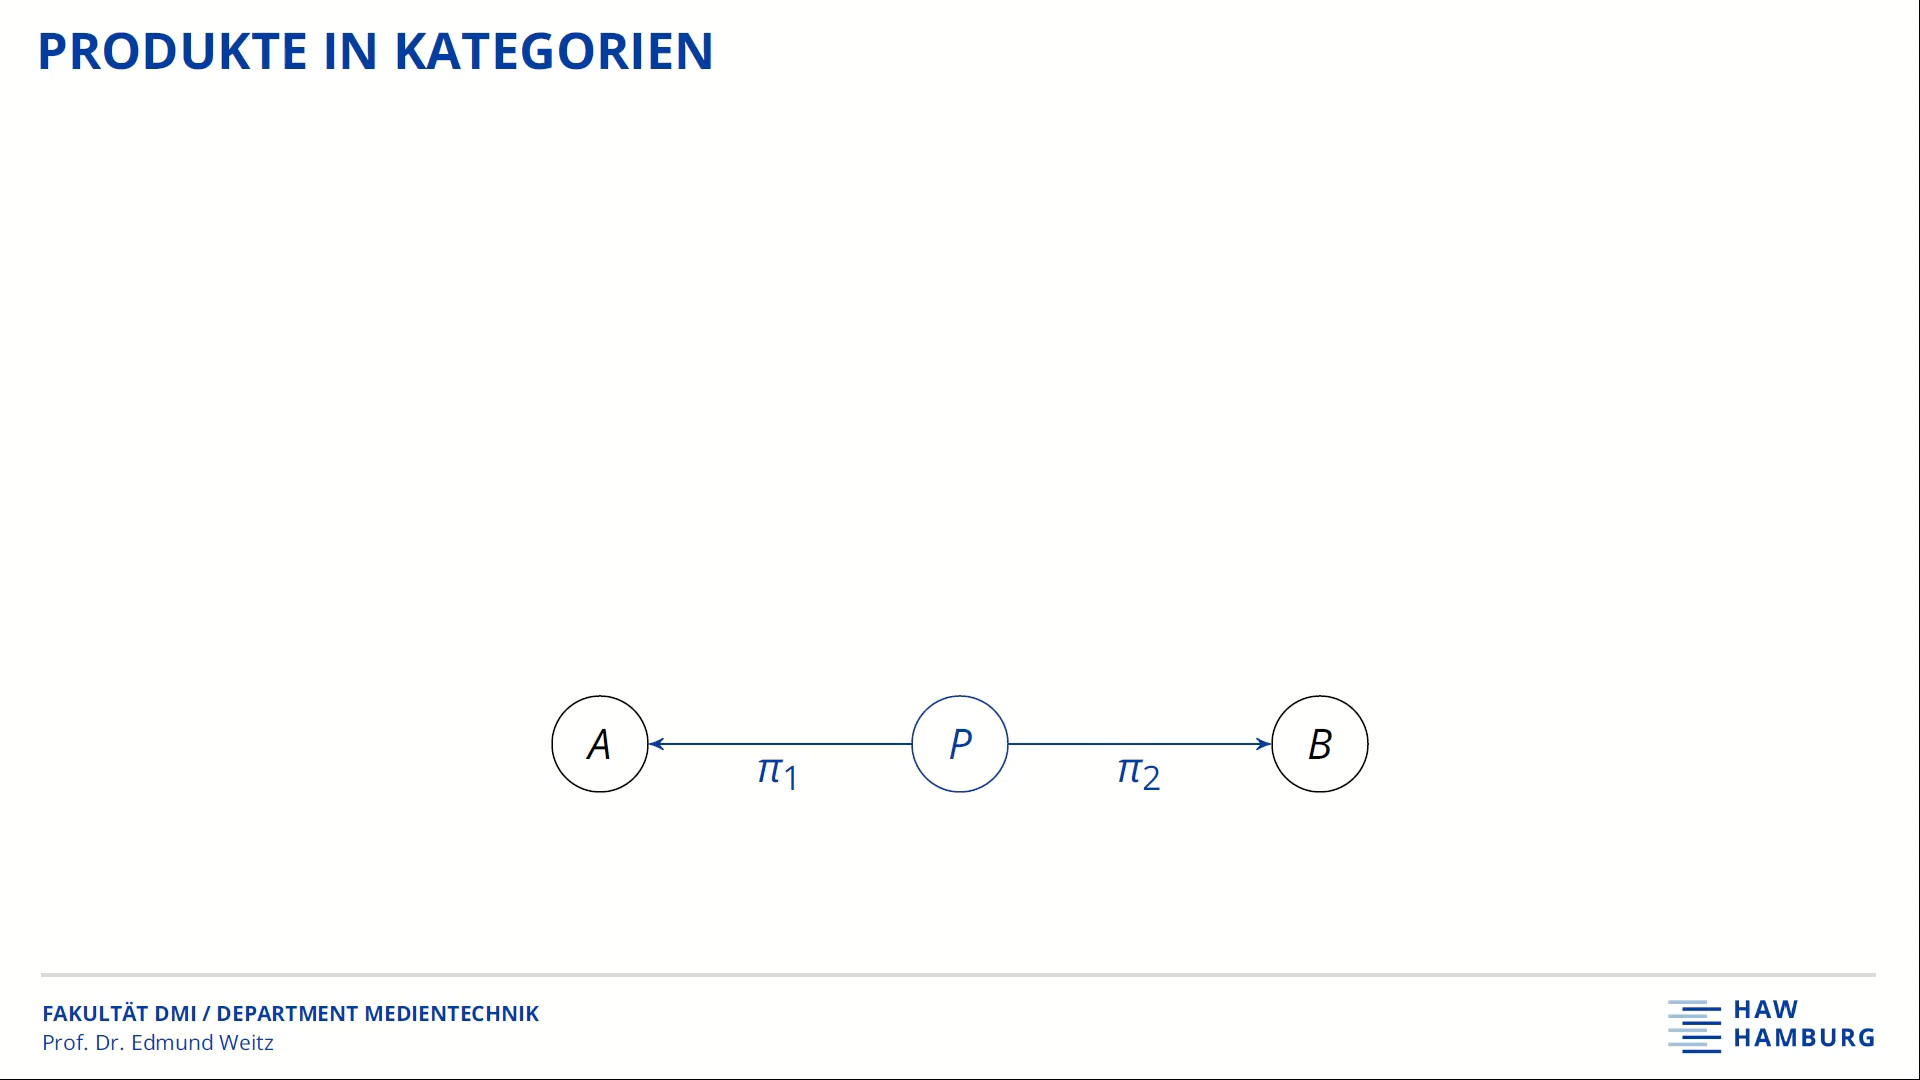 PRODUKTE IN KATEGORIEN
A P B
π₁ π₂
FAKULTÄT DMI / DEPARTMENT MEDIENTECHNIK
Prof. Dr. Edmund Weitz
HAW
HAMBURG